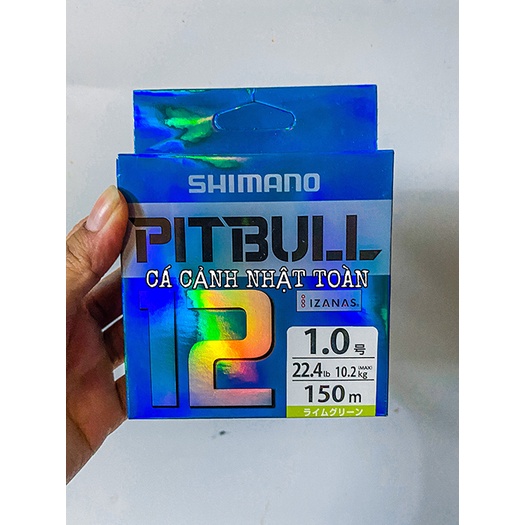 SHIMANO
PITBULL
CÁ CẢNH NHẬT TOÀN
12
IZANAS®
1.0号
22.4lb 10.2kg (MAX)
150m
ライムグリーン